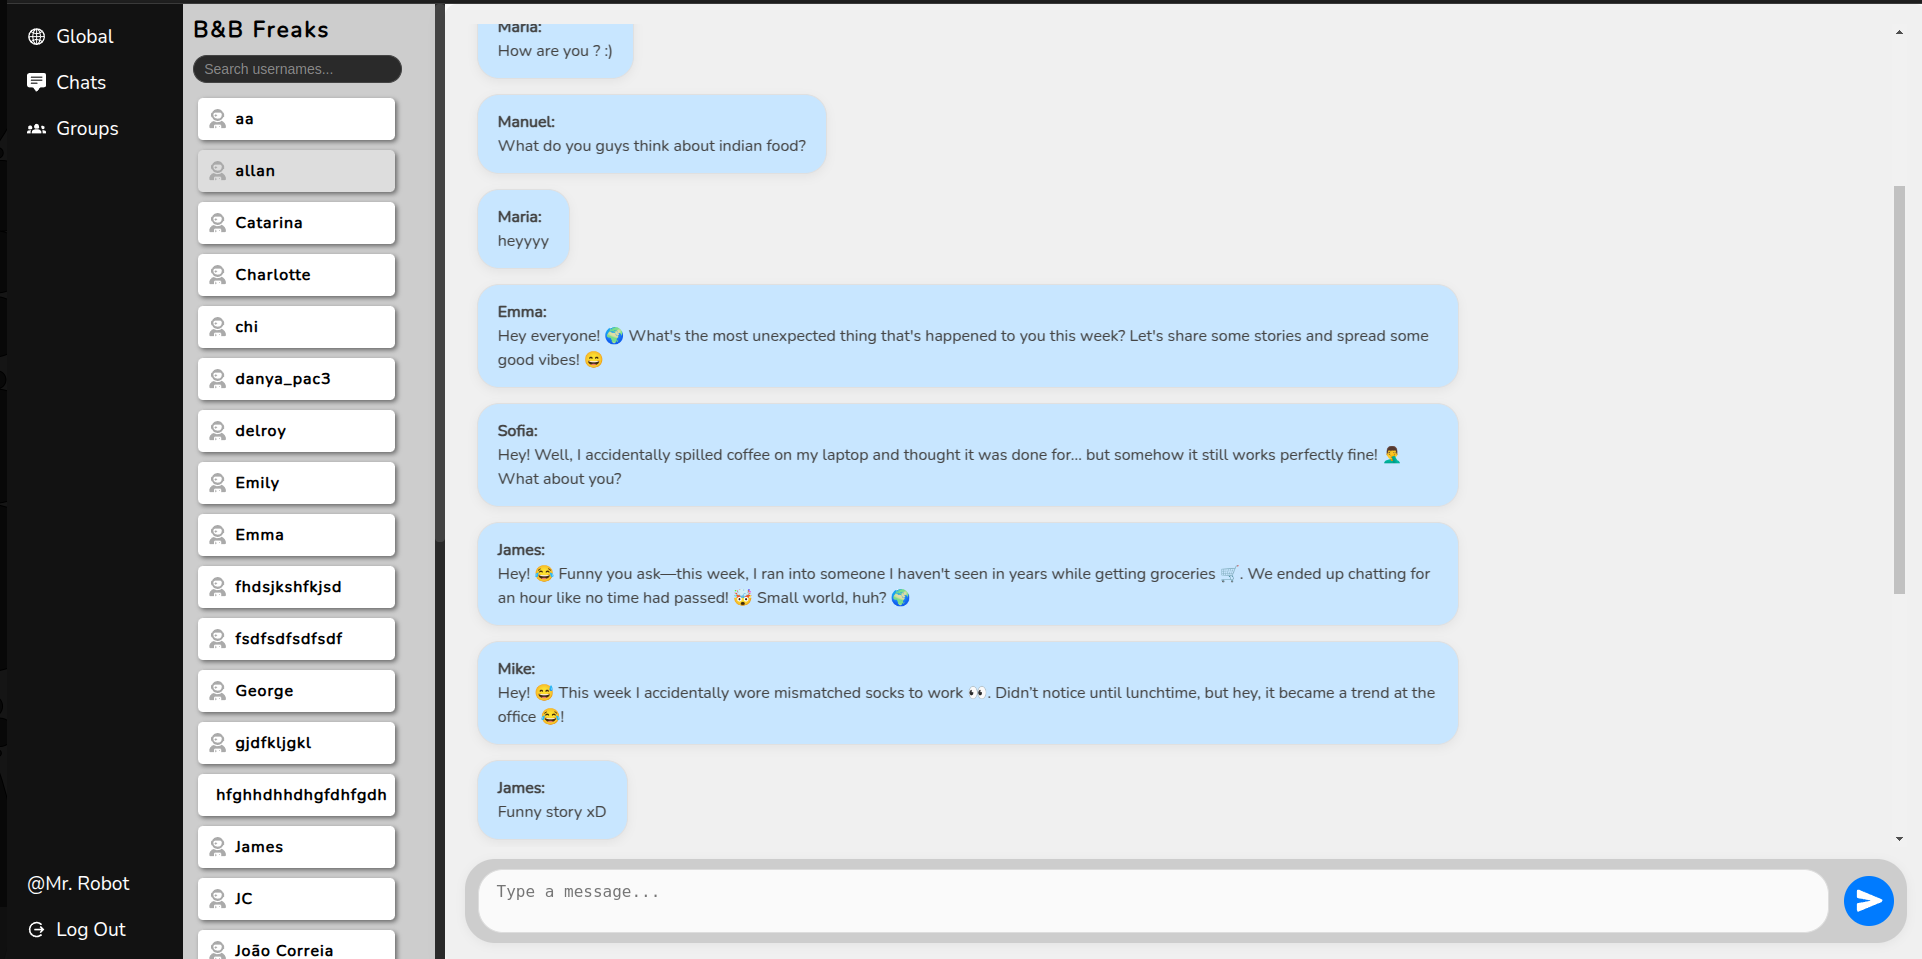 Global
Chats
Groups
@Mr. Robot
Log Out
B&B Freaks
Search usernames...
aa
allan
Catarina
Charlotte
chi
danya_pac3
delroy
Emily
Emma
fhdsjkshfkjsd
fsdfsdfsdfsdf
George
gjdfkljgkl
hfghhdhhdhgfdhfgdh
James
JC
João Correia
Maria:
How are you ? :)
Manuel:
What do you guys think about indian food?
Maria:
heyyyy
Emma:
Hey everyone! 🌍 What's the most unexpected thing that's happened to you this week? Let's share some stories and spread some
good vibes! 😄
Sofia:
Hey! Well, I accidentally spilled coffee on my laptop and thought it was done for... but somehow it still works perfectly fine! 🤦‍♂️
What about you?
James:
Hey! 😂 Funny you ask—this week, I ran into someone I haven't seen in years while getting groceries 🛒. We ended up chatting for
an hour like no time had passed! 🤯 Small world, huh? 🌍
Mike:
Hey! 😅 This week I accidentally wore mismatched socks to work 👀. Didn’t notice until lunchtime, but hey, it became a trend at the
office 😂!
James:
Funny story xD
Type a message...